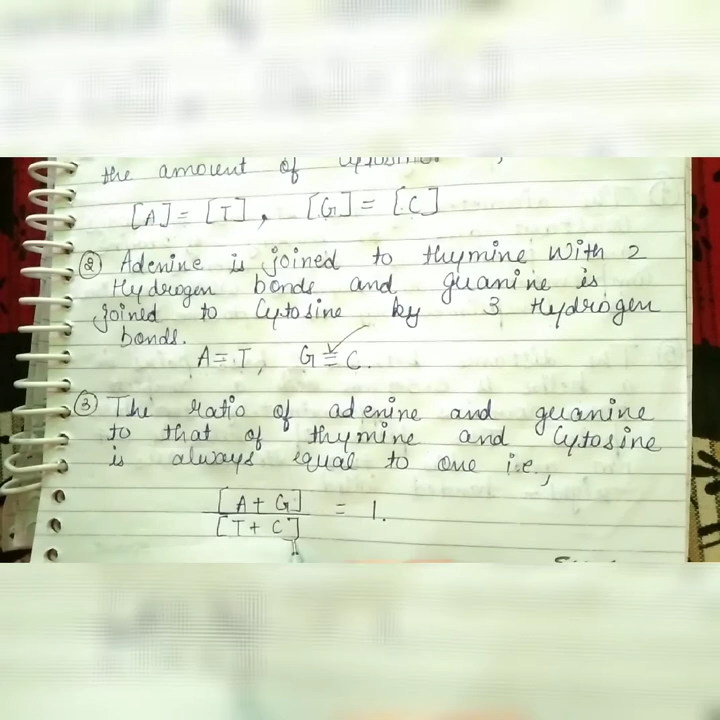 the amount of
[A] = [T], [G] = [C]
② Adenine is joined to thymine with 2
Hydrogen bonds and guanine is
joined to Cytosine by 3 Hydrogen
bonds.
A = T, G ≡ C.
③ The ratio of adenine and guanine
to that of thymine and Cytosine
is always equal to one i.e,
[A + G] = 1.
[T + C]